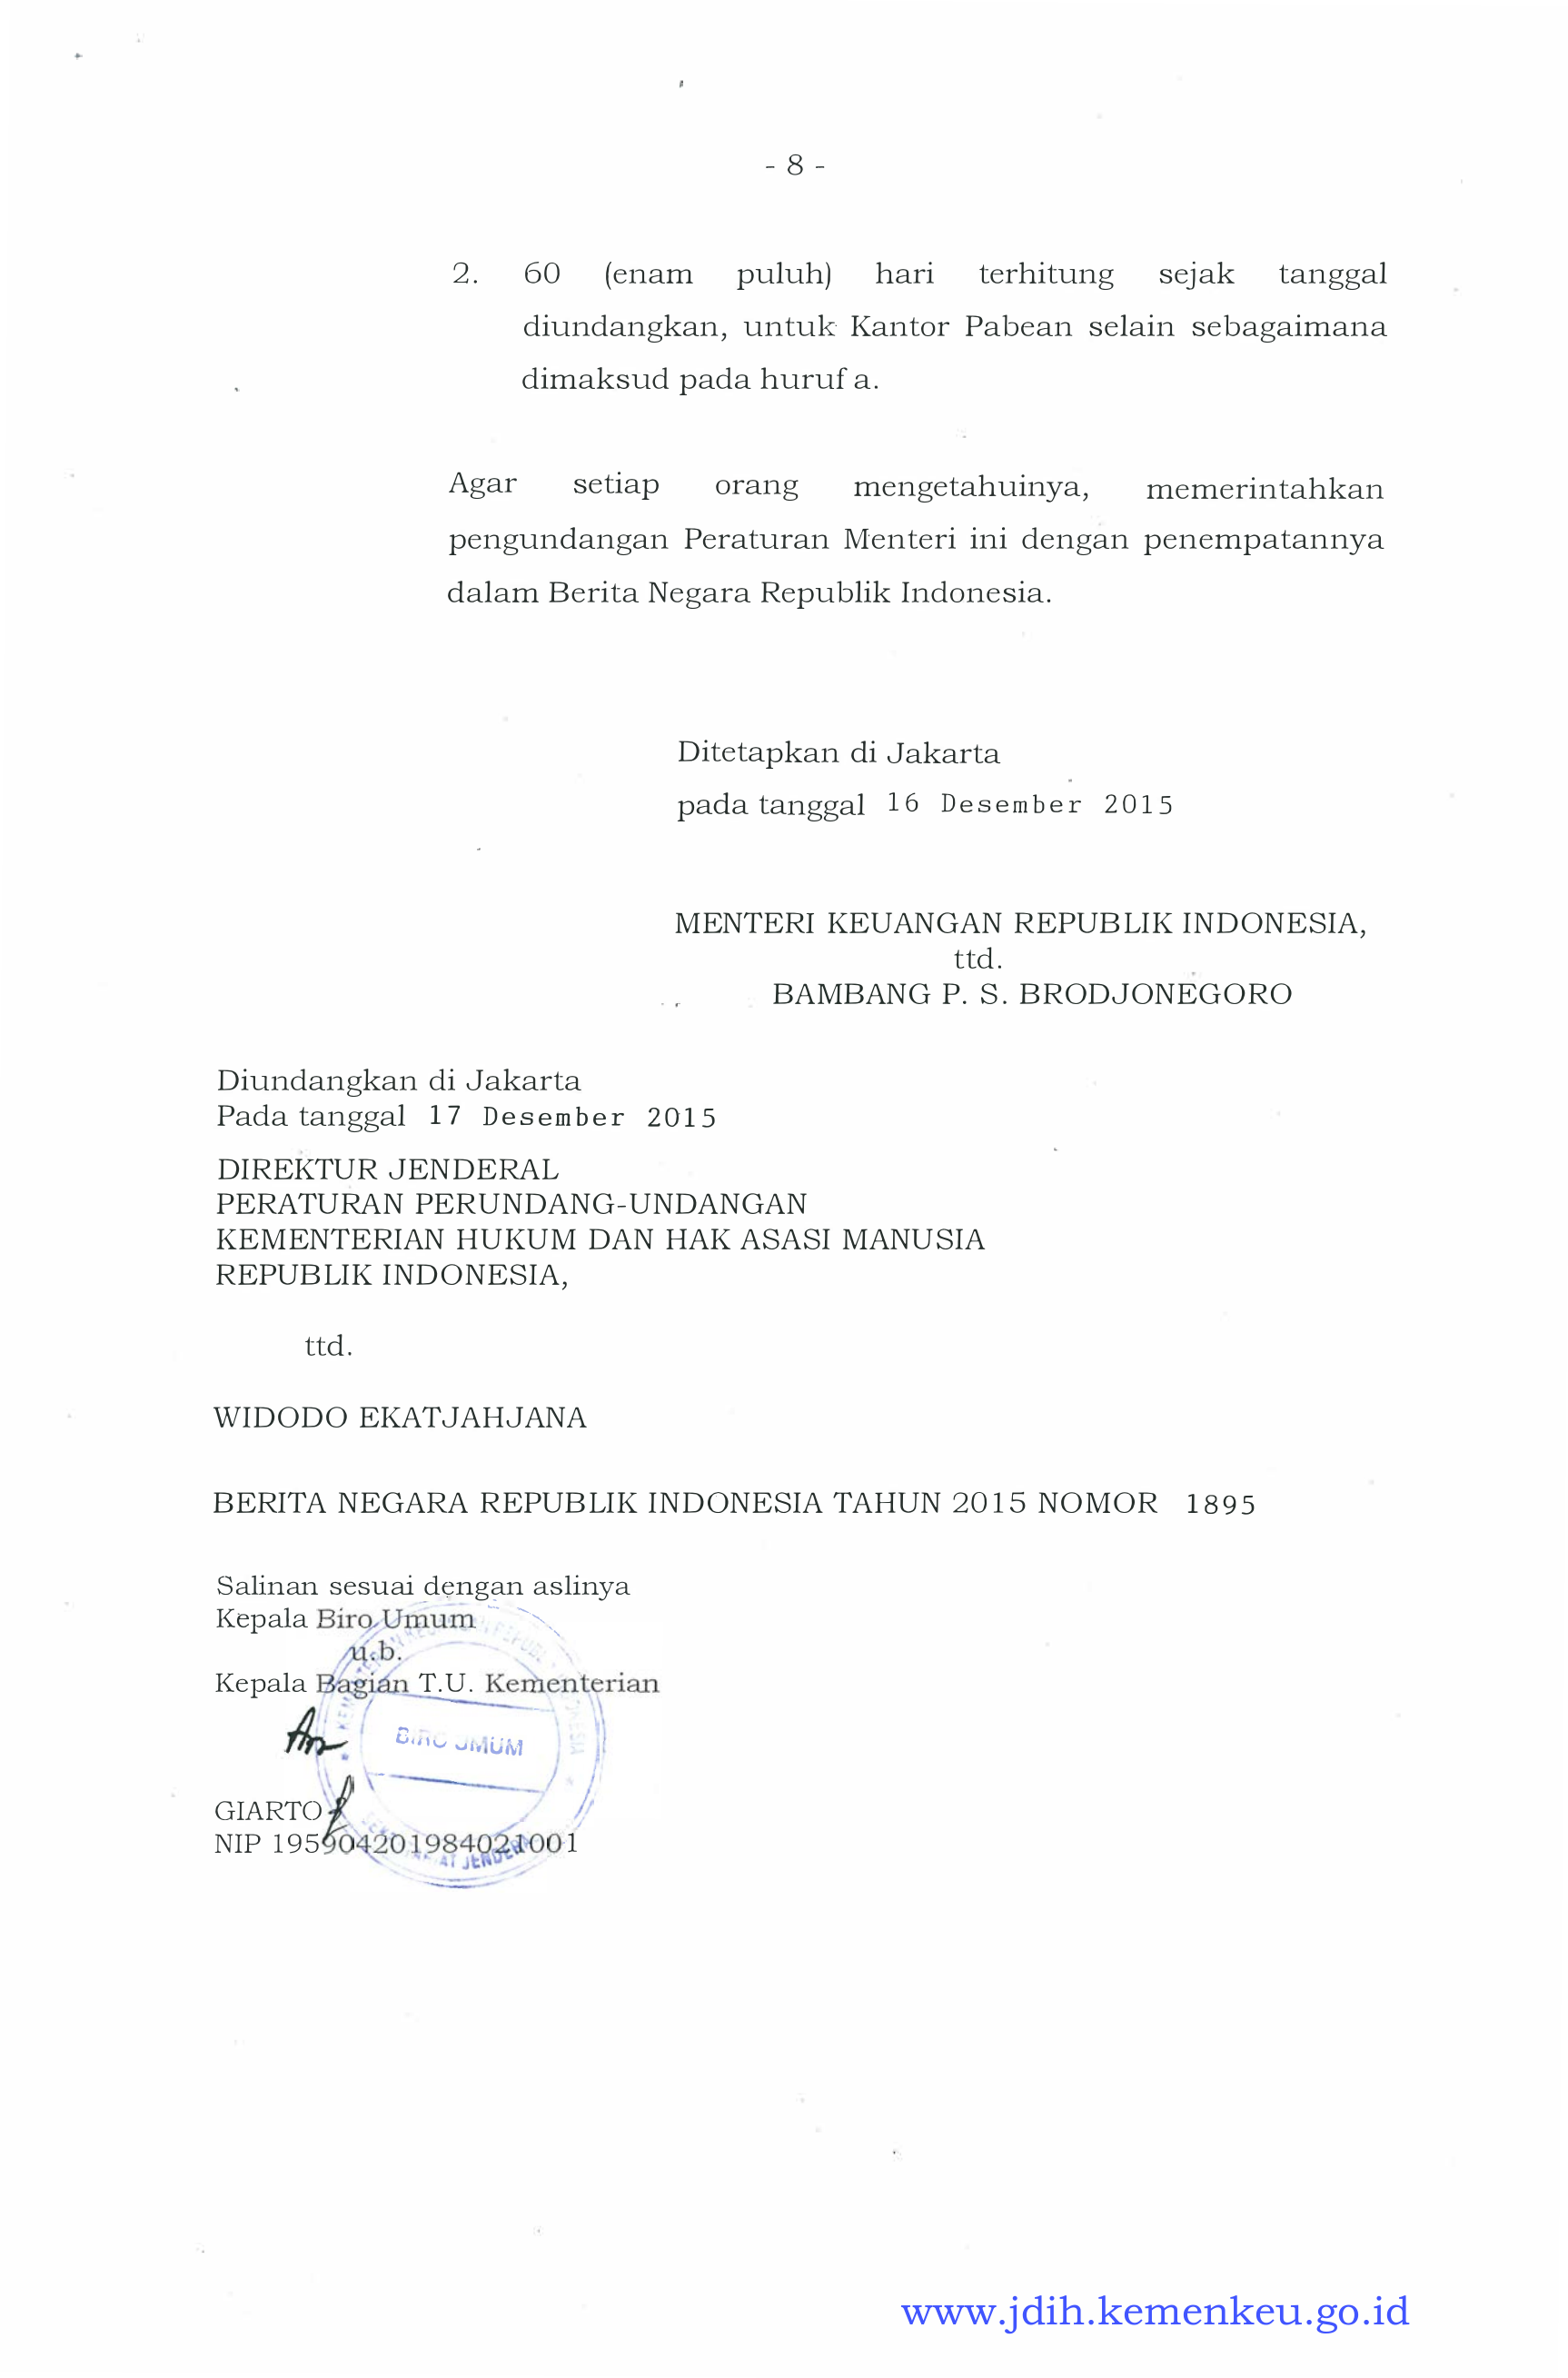 - 8 -
2. 60 (enam puluh) hari terhitung sejak tanggal
diundangkan, untuk Kantor Pabean selain sebagaimana
dimaksud pada huruf a.
Agar setiap orang mengetahuinya, memerintahkan
pengundangan Peraturan Menteri ini dengan penempatannya
dalam Berita Negara Republik Indonesia.
Ditetapkan di Jakarta
pada tanggal 16 Desember 2015
MENTERI KEUANGAN REPUBLIK INDONESIA,
ttd.
BAMBANG P. S. BRODJONEGORO
Diundangkan di Jakarta
Pada tanggal 17 Desember 2015
DIREKTUR JENDERAL
PERATURAN PERUNDANG-UNDANGAN
KEMENTERIAN HUKUM DAN HAK ASASI MANUSIA
REPUBLIK INDONESIA,
ttd.
WIDODO EKATJAHJANA
BERITA NEGARA REPUBLIK INDONESIA TAHUN 2015 NOMOR 1895
Salinan sesuai dengan aslinya
Kepala Biro Umum
u.b.
Kepala Bagian T.U. Kementerian
BIRO UMUM
GIARTO
NIP 195904201984021001
www.jdih.kemenkeu.go.id